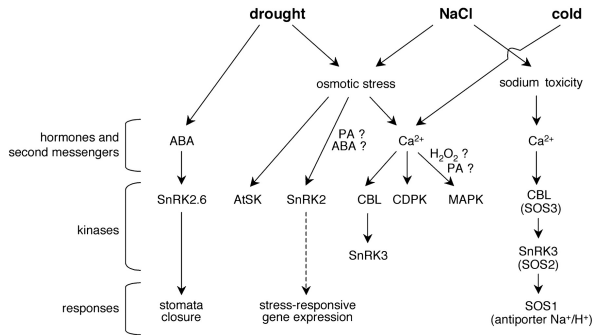 drought NaCl cold
osmotic stress sodium toxicity
hormones and
second messengers
ABA
PA ?
ABA ?
Ca²⁺
H₂O₂ ?
PA ?
Ca²⁺
kinases
SnRK2.6 AtSK SnRK2 CBL CDPK MAPK
CBL
(SOS3)
SnRK3
SnRK3
(SOS2)
responses
stomata
closure
stress-responsive
gene expression
SOS1
(antiporter Na⁺/H⁺)